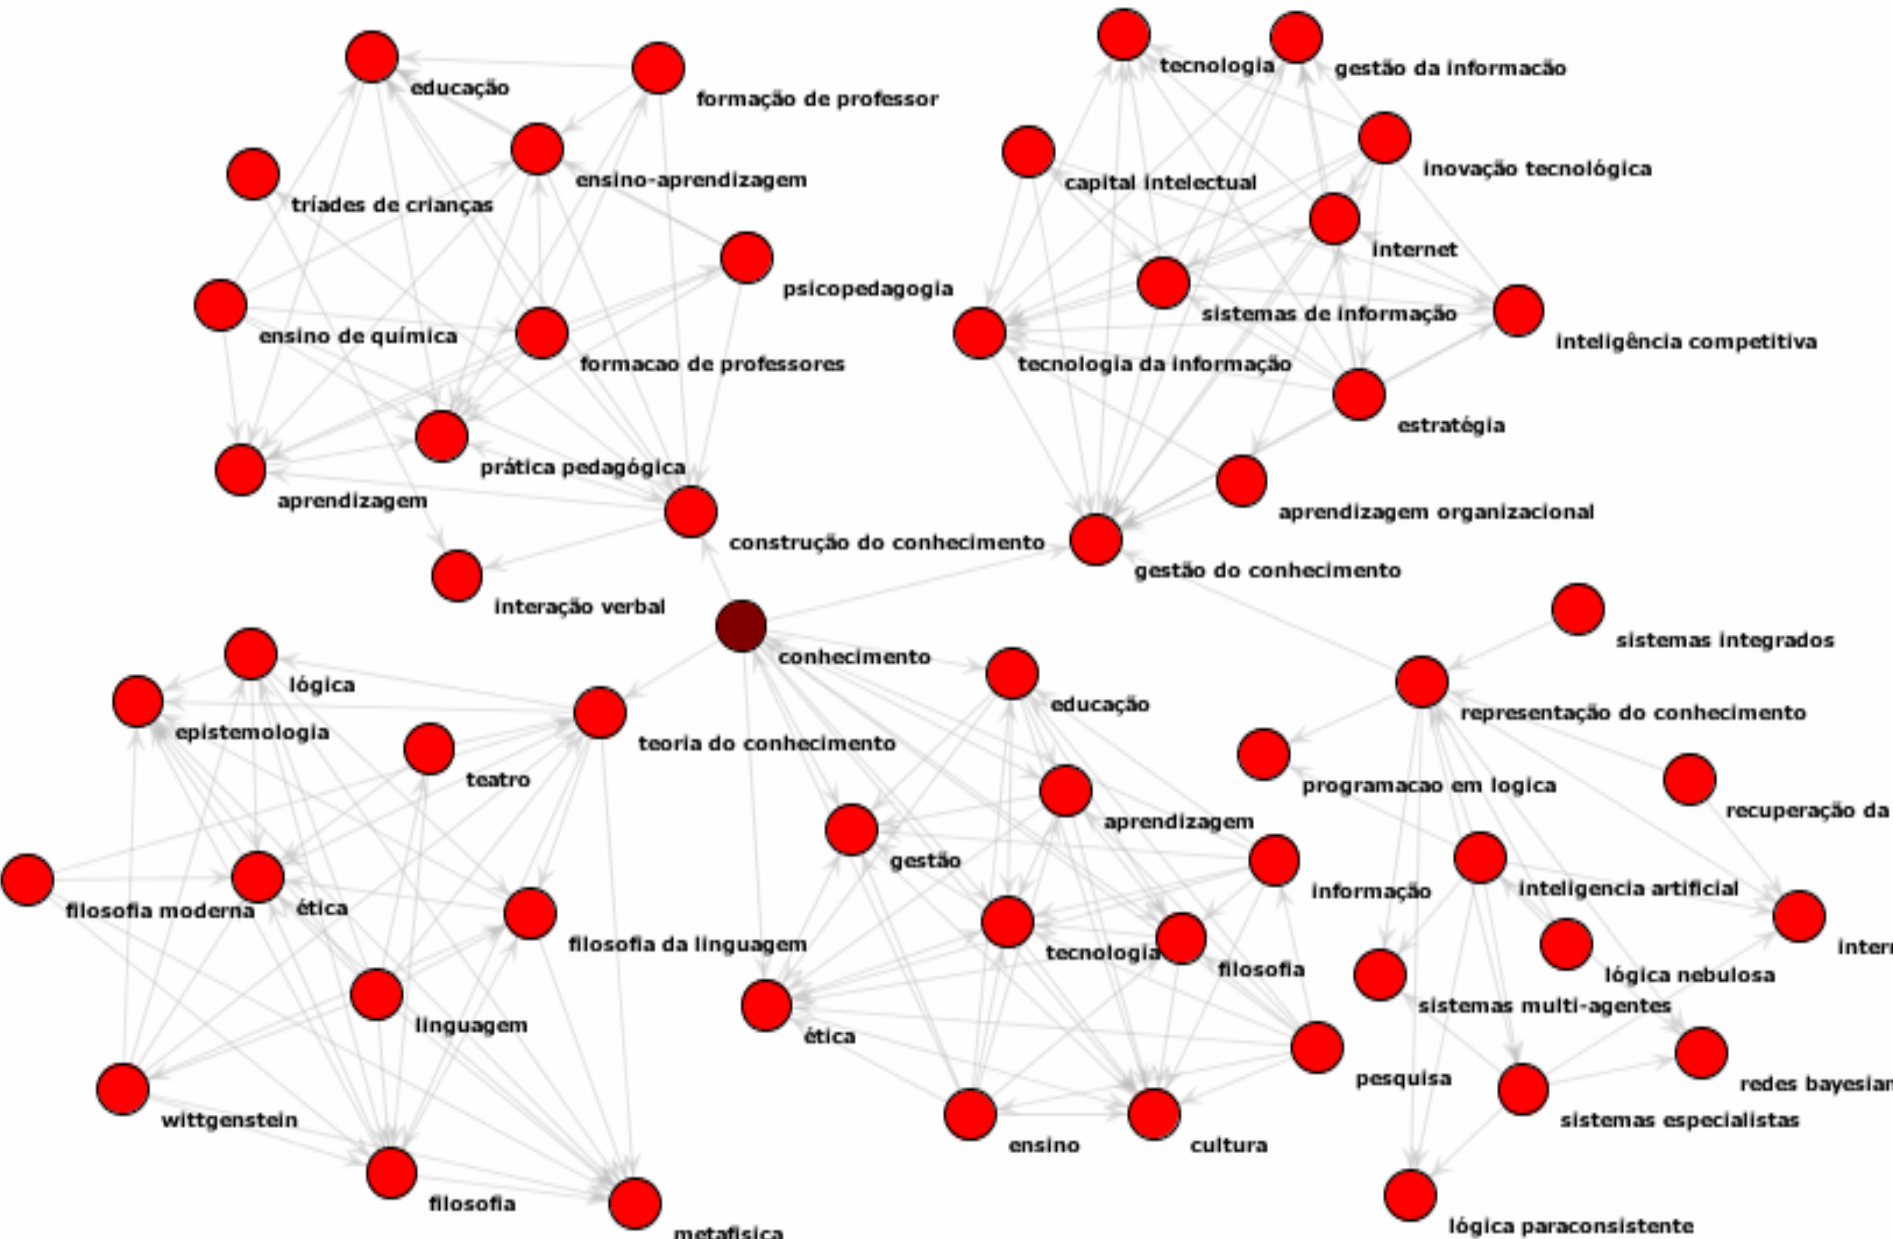 tecnologia
gestão da informacão
educação
formação de professor
inovação tecnológica
ensino-aprendizagem
capital intelectual
tríades de crianças
internet
psicopedagogia
sistemas de informação
ensino de química
inteligência competitiva
formacao de professores
tecnologia da informação
estratégia
prática pedagógica
aprendizagem
aprendizagem organizacional
construção do conhecimento
gestão do conhecimento
interação verbal
sistemas integrados
conhecimento
lógica
educação
representação do conhecimento
epistemologia
teoria do conhecimento
teatro
programacao em logica
recuperação da
aprendizagem
gestão
inteligencia artificial
informação
ética
filosofia moderna
filosofia da linguagem
intern
tecnologia
filosofia
lógica nebulosa
sistemas multi-agentes
linguagem
ética
pesquisa
redes bayesian
wittgenstein
sistemas especialistas
ensino
cultura
filosofia
lógica paraconsistente
metafisica